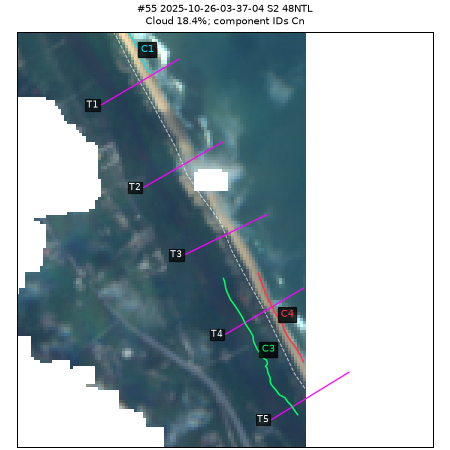 #55 2025-10-26-03-37-04 S2 48NTL
Cloud 18.4%; component IDs Cn
C1
T1
T2
T3
C4
T4
C3
T5